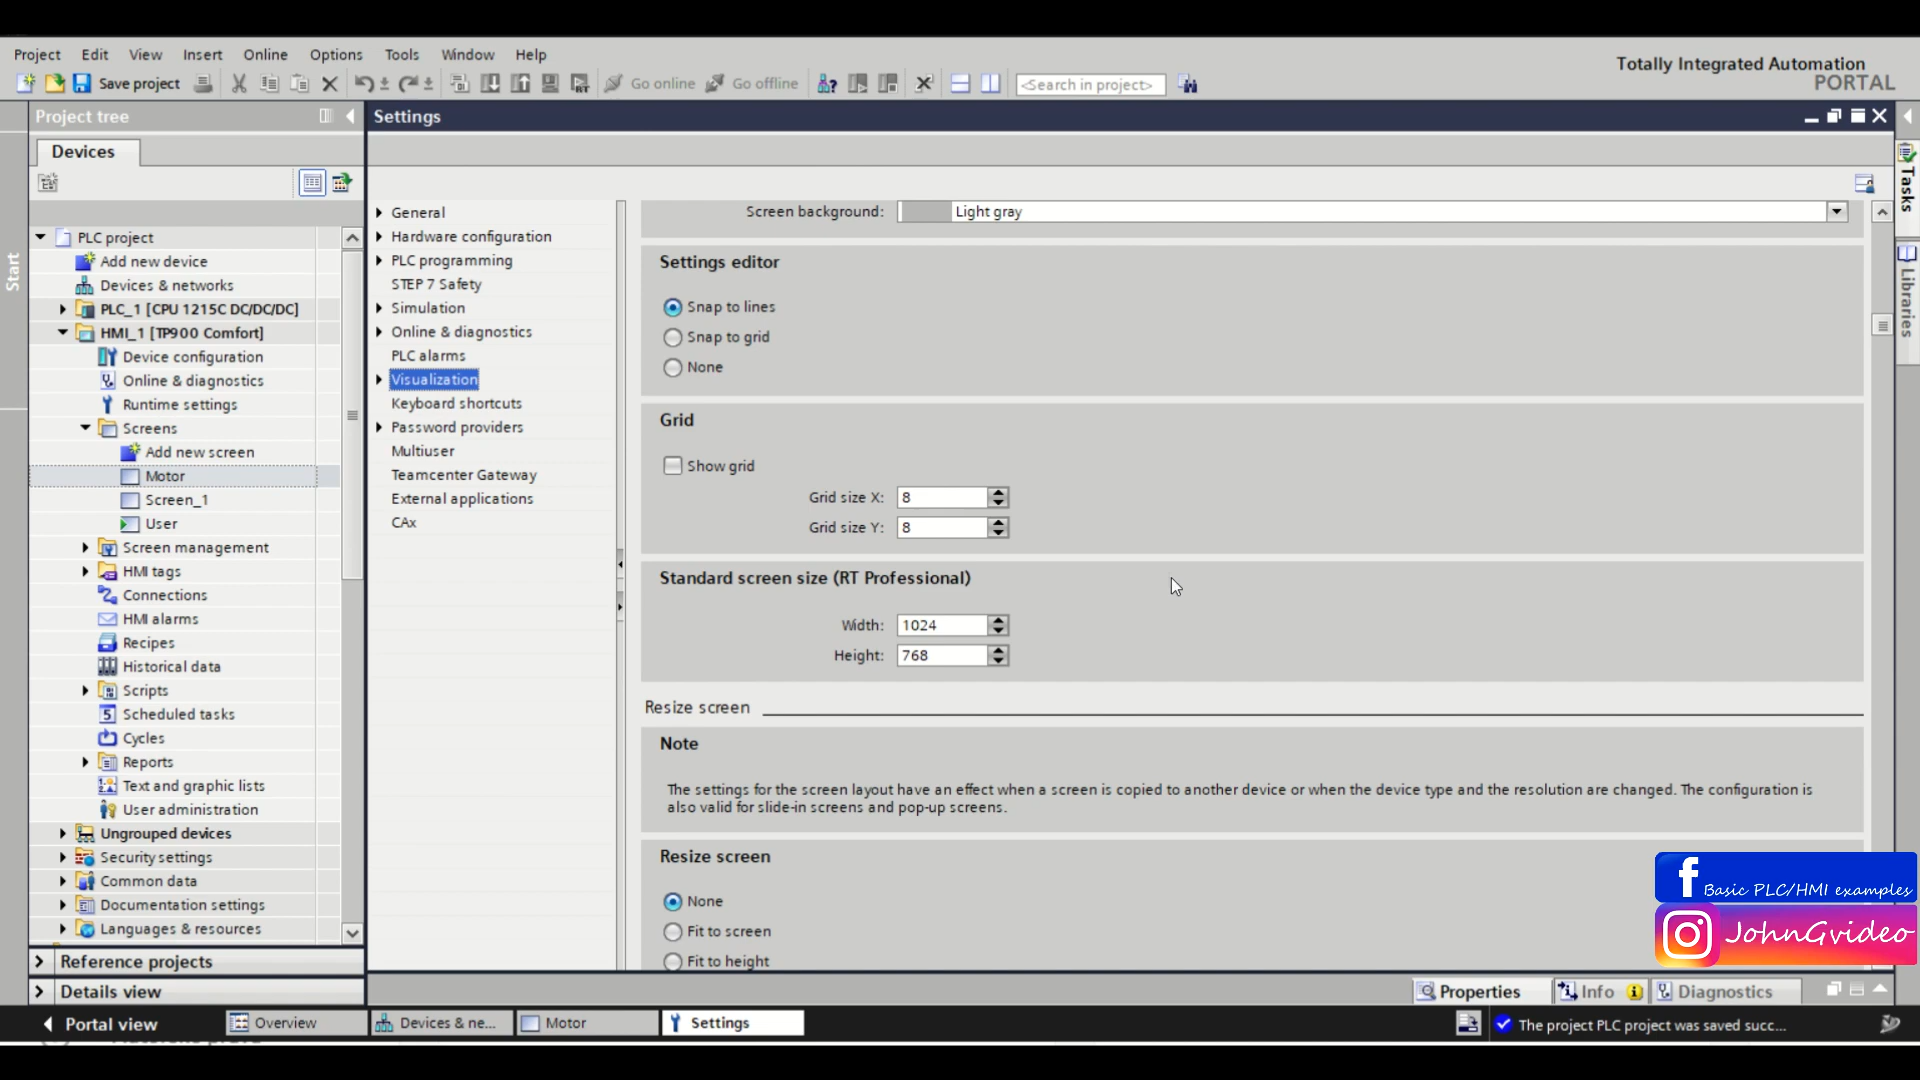 Project Edit View Insert Online Options Tools Window Help
Totally Integrated Automation
PORTAL
Save project
Go online
Go offline
<Search in project>
Project tree
Settings
Devices
Start
Tasks
Libraries
PLC project
Add new device
Devices & networks
PLC_1 [CPU 1215C DC/DC/DC]
HMI_1 [TP900 Comfort]
Device configuration
Online & diagnostics
Runtime settings
Screens
Add new screen
Motor
Screen_1
User
Screen management
HMI tags
Connections
HMI alarms
Recipes
Historical data
Scripts
Scheduled tasks
Cycles
Reports
Text and graphic lists
User administration
Ungrouped devices
Security settings
Common data
Documentation settings
Languages & resources
Reference projects
Details view
General
Hardware configuration
PLC programming
STEP 7 Safety
Simulation
Online & diagnostics
PLC alarms
Visualization
Keyboard shortcuts
Password providers
Multiuser
Teamcenter Gateway
External applications
CAx
Screen background: Light gray
Settings editor
Snap to lines
Snap to grid
None
Grid
Show grid
Grid size X: 8
Grid size Y: 8
Standard screen size (RT Professional)
Width: 1024
Height: 768
Resize screen
Note
The settings for the screen layout have an effect when a screen is copied to another device or when the device type and the resolution are changed. The configuration is
also valid for slide-in screens and pop-up screens.
Resize screen
None
Fit to screen
Fit to height
Basic PLC/HMI examples
JohnGvideo
Properties
Info
Diagnostics
Portal view
Overview
Devices & ne...
Motor
Settings
The project PLC project was saved succ...